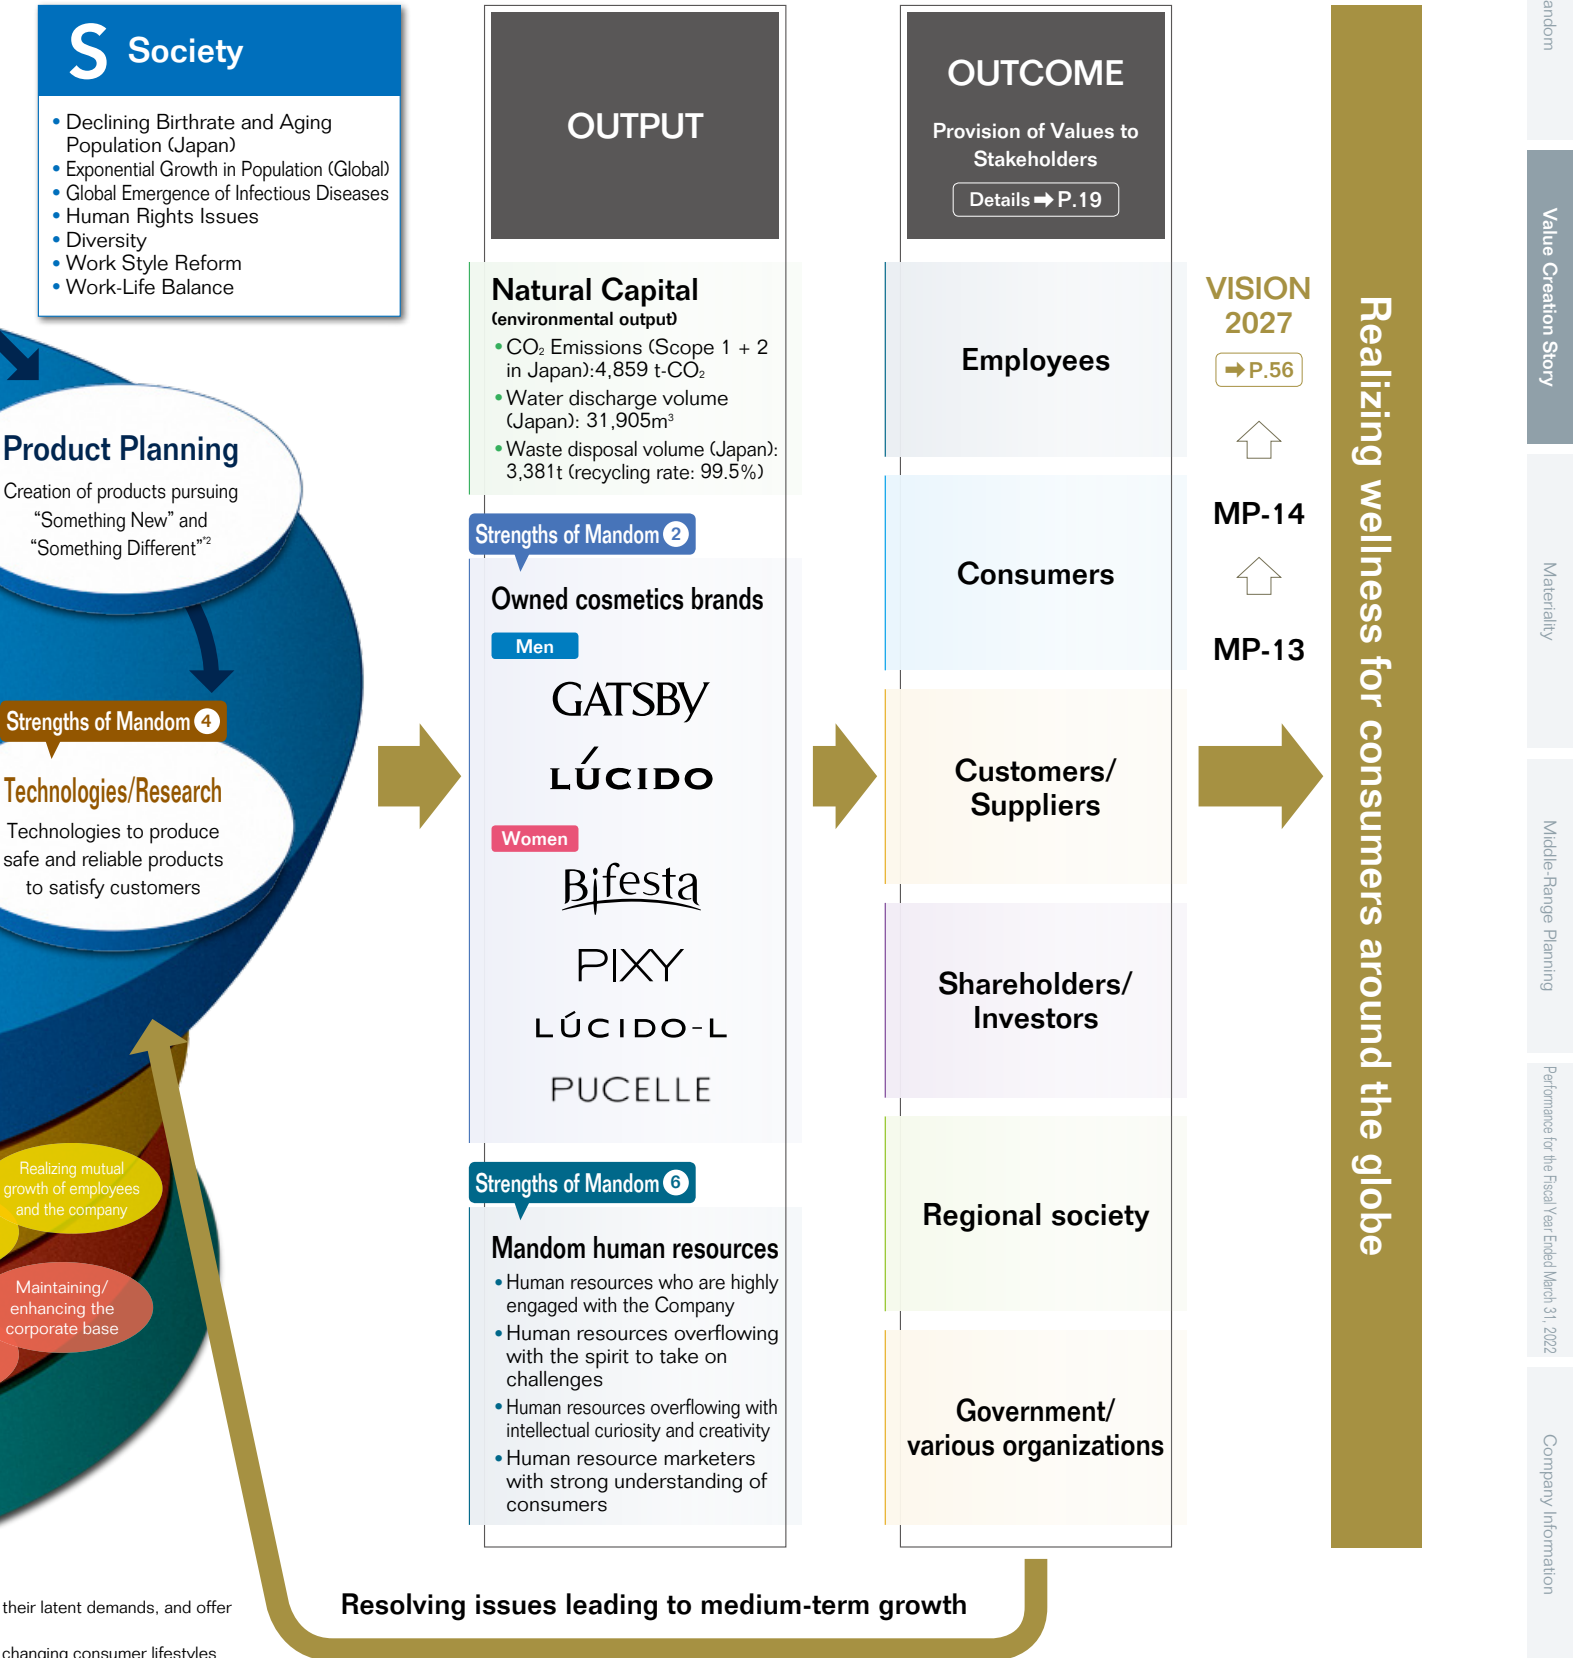 S Society
• Declining Birthrate and Aging
Population (Japan)
• Exponential Growth in Population (Global)
• Global Emergence of Infectious Diseases
• Human Rights Issues
• Diversity
• Work Style Reform
• Work-Life Balance
Product Planning
Creation of products pursuing
“Something New” and
“Something Different”*2
Strengths of Mandom 4
Technologies/Research
Technologies to produce
safe and reliable products
to satisfy customers
Realizing mutual
growth of employees
and the company
Maintaining/
enhancing the
corporate base
their latent demands, and offer
changing consumer lifestyles
OUTPUT
Natural Capital
(environmental output)
• CO₂ Emissions (Scope 1 + 2
in Japan):4,859 t-CO₂
• Water discharge volume
(Japan): 31,905m³
• Waste disposal volume (Japan):
3,381t (recycling rate: 99.5%)
Strengths of Mandom 2
Owned cosmetics brands
Men
GATSBY
LÚCIDO
Women
Bifesta
PIXY
LÚCIDO-L
PUCELLE
Strengths of Mandom 6
Mandom human resources
• Human resources who are highly
engaged with the Company
• Human resources overflowing
with the spirit to take on
challenges
• Human resources overflowing with
intellectual curiosity and creativity
• Human resource marketers
with strong understanding of
consumers
OUTCOME
Provision of Values to
Stakeholders
Details ➡ P.19
Employees
Consumers
Customers/
Suppliers
Shareholders/
Investors
Regional society
Government/
various organizations
Resolving issues leading to medium-term growth
VISION
2027
➡ P.56
MP-14
MP-13
Realizing wellness for consumers around the globe
andom
Value Creation Story
Materiality
Middle-Range Planning
Performance for the Fiscal Year Ended March 31, 2022
Company Information